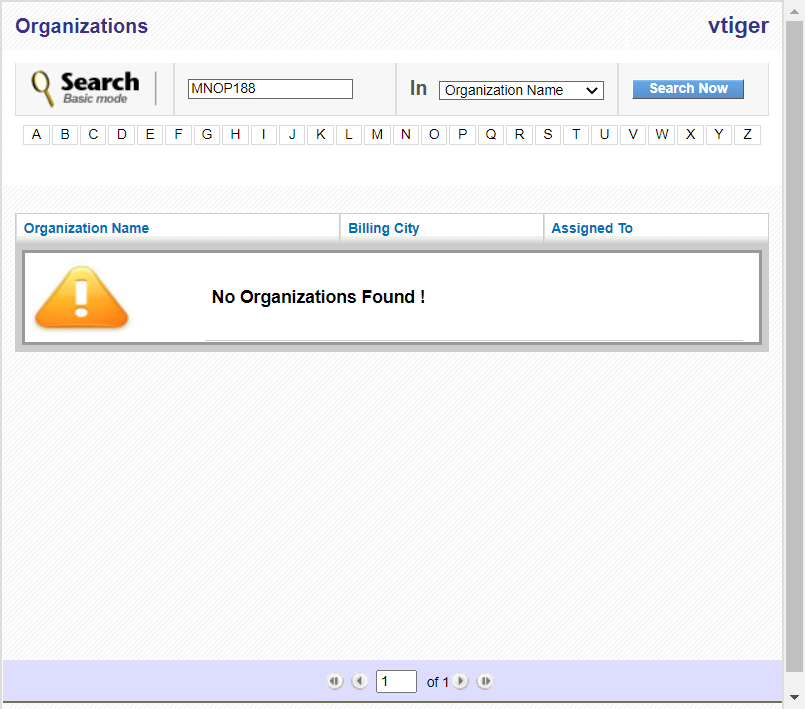 Organizations
vtiger
Search
Basic mode
MNOP188
In
Organization Name
Search Now
A B C D E F G H I J K L M N O P Q R S T U V W X Y Z
Organization Name Billing City Assigned To
No Organizations Found !
1 of 1